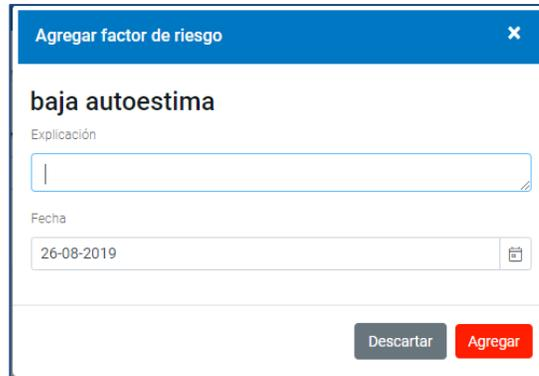 Agregar factor de riesgo
baja autoestima
Explicación
Fecha
26-08-2019
Descartar Agregar